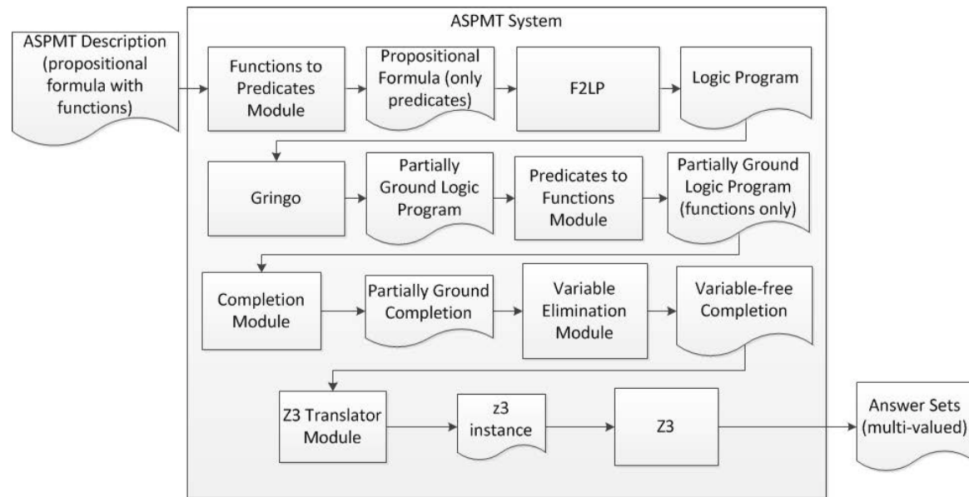 ASPMT System
ASPMT Description
(propositional
formula with
functions)
Functions to
Predicates
Module
Propositional
Formula (only
predicates)
F2LP
Logic Program
Gringo
Partially
Ground Logic
Program
Predicates to
Functions
Module
Partially Ground
Logic Program
(functions only)
Completion
Module
Partially Ground
Completion
Variable
Elimination
Module
Variable-free
Completion
Z3 Translator
Module
z3
instance
Z3
Answer Sets
(multi-valued)